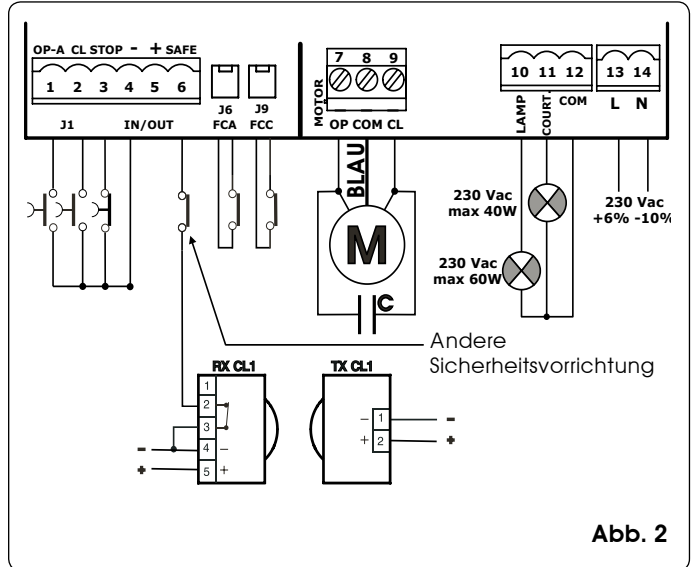 OP-A CL STOP - + SAFE
1 2 3 4 5 6
J1 IN/OUT
J6
FCA
J9
FCC
MOTOR
7 8 9
OP COM CL
BLAU
M
C
10 11 12
LAMP
COURT.
COM
13 14
L N
230 Vac
max 40W
230 Vac
+6% -10%
230 Vac
max 60W
Andere
Sicherheitsvorrichtung
RX CL1
1
2
3
- 4 -
+ 5 +
TX CL1
- 1 -
+ 2 +
Abb. 2